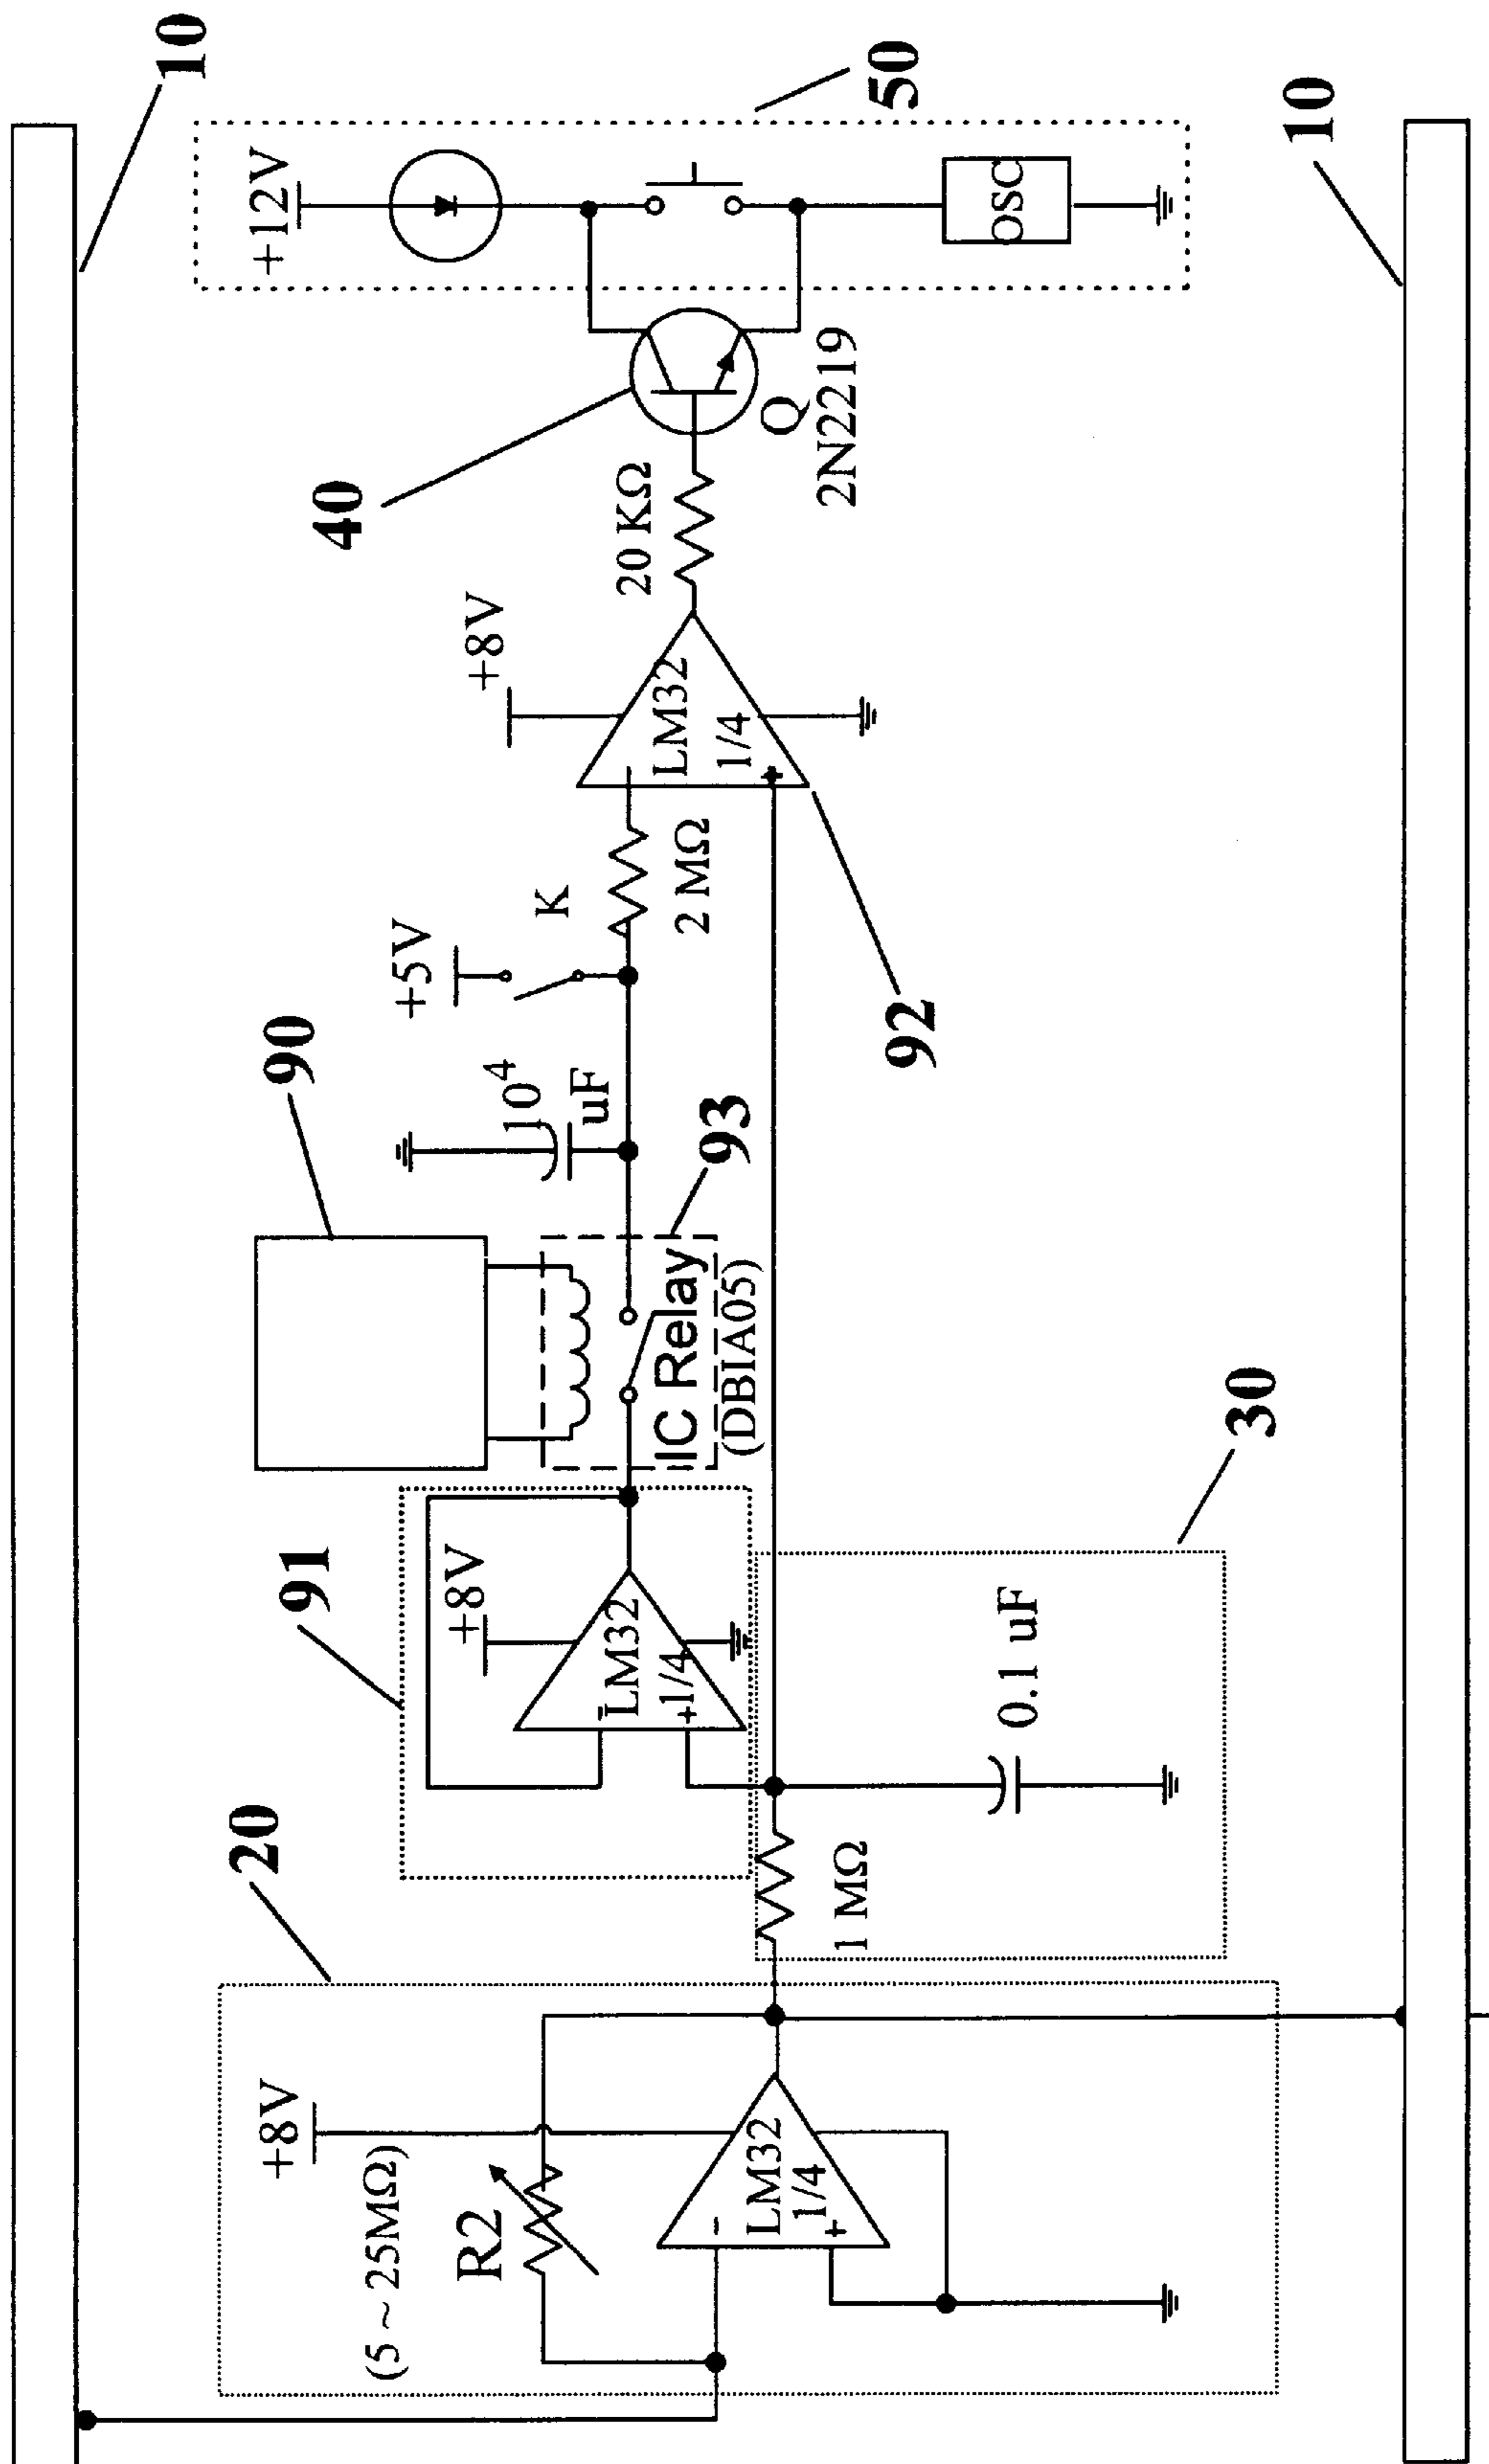 10
20
+8V
(5 ~ 25MΩ)
R2
-
LM32
1/4
+
91
+8V
-
LM32
1/4
+
1 MΩ
0.1 uF
30
90
IC Relay
(DBIA05)
93
10⁴
uF
+5V
K
2 MΩ
+8V
-
LM32
1/4
+
92
20 KΩ
40
Q
2N2219
+12V
OSC
50
10